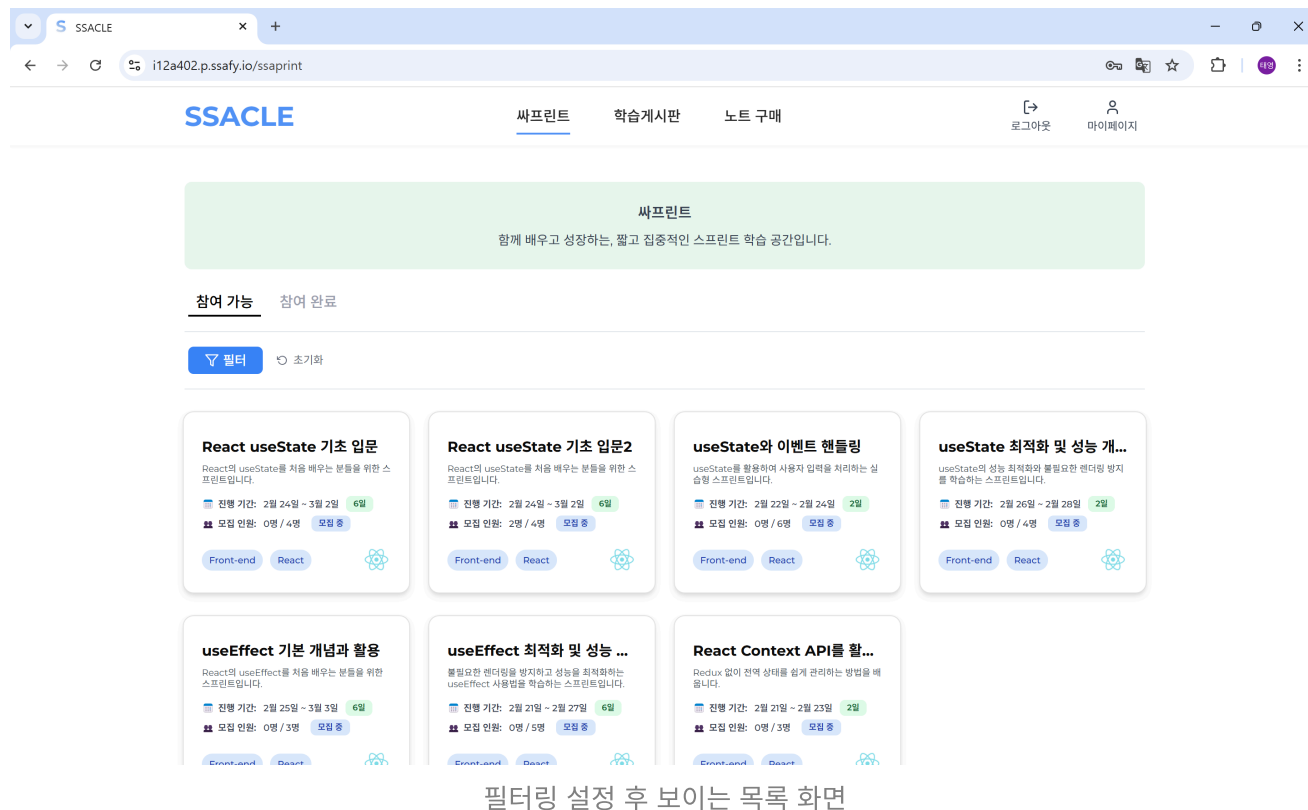 S SSACLE
i12a402.p.ssafy.io/ssaprint
태영
SSACLE
싸프린트 학습게시판 노트 구매
로그아웃 마이페이지
싸프린트
함께 배우고 성장하는, 짧고 집중적인 스프린트 학습 공간입니다.
참여 가능 참여 완료
필터 초기화
React useState 기초 입문
React의 useState를 처음 배우는 분들을 위한 스
프린트입니다.
진행 기간: 2월 24일 ~ 3월 2일 6일
모집 인원: 0명 / 4명 모집 중
Front-end React
React useState 기초 입문2
React의 useState를 처음 배우는 분들을 위한 스
프린트입니다.
진행 기간: 2월 24일 ~ 3월 2일 6일
모집 인원: 2명 / 4명 모집 중
Front-end React
useState와 이벤트 핸들링
useState를 활용하여 사용자 입력을 처리하는 실
습형 스프린트입니다.
진행 기간: 2월 22일 ~ 2월 24일 2일
모집 인원: 0명 / 6명 모집 중
Front-end React
useState 최적화 및 성능 개...
useState의 성능 최적화와 불필요한 렌더링 방지
를 학습하는 스프린트입니다.
진행 기간: 2월 26일 ~ 2월 28일 2일
모집 인원: 0명 / 4명 모집 중
Front-end React
useEffect 기본 개념과 활용
React의 useEffect를 처음 배우는 분들을 위한
스프린트입니다.
진행 기간: 2월 25일 ~ 3월 3일 6일
모집 인원: 0명 / 3명 모집 중
Front-end React
useEffect 최적화 및 성능 ...
불필요한 렌더링을 방지하고 성능을 최적화하는
useEffect 사용법을 학습하는 스프린트입니다.
진행 기간: 2월 21일 ~ 2월 27일 6일
모집 인원: 0명 / 5명 모집 중
Front-end React
React Context API를 활...
Redux 없이 전역 상태를 쉽게 관리하는 방법을 배
웁니다.
진행 기간: 2월 21일 ~ 2월 23일 2일
모집 인원: 0명 / 3명 모집 중
Front-end React
필터링 설정 후 보이는 목록 화면